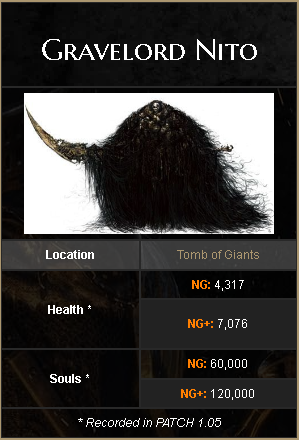 Gravelord Nito
Location Tomb of Giants
Health *
NG: 4,317
NG+: 7,076
Souls *
NG: 60,000
NG+: 120,000
* Recorded in PATCH 1.05